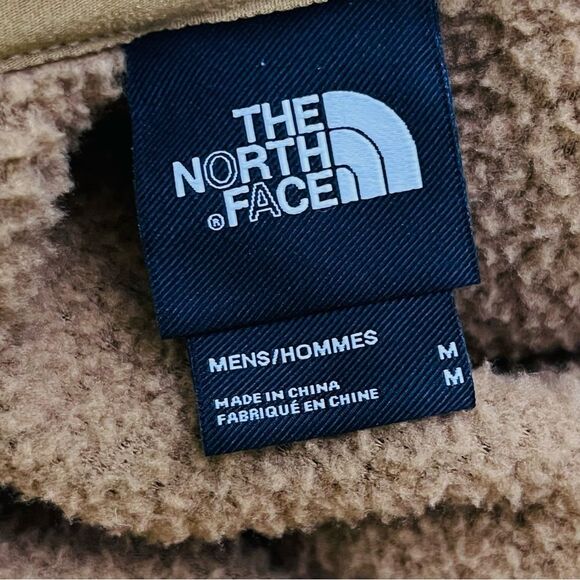 THE
NORTH
®FACE
MENS/HOMMES M
M
MADE IN CHINA
FABRIQUÉ EN CHINE